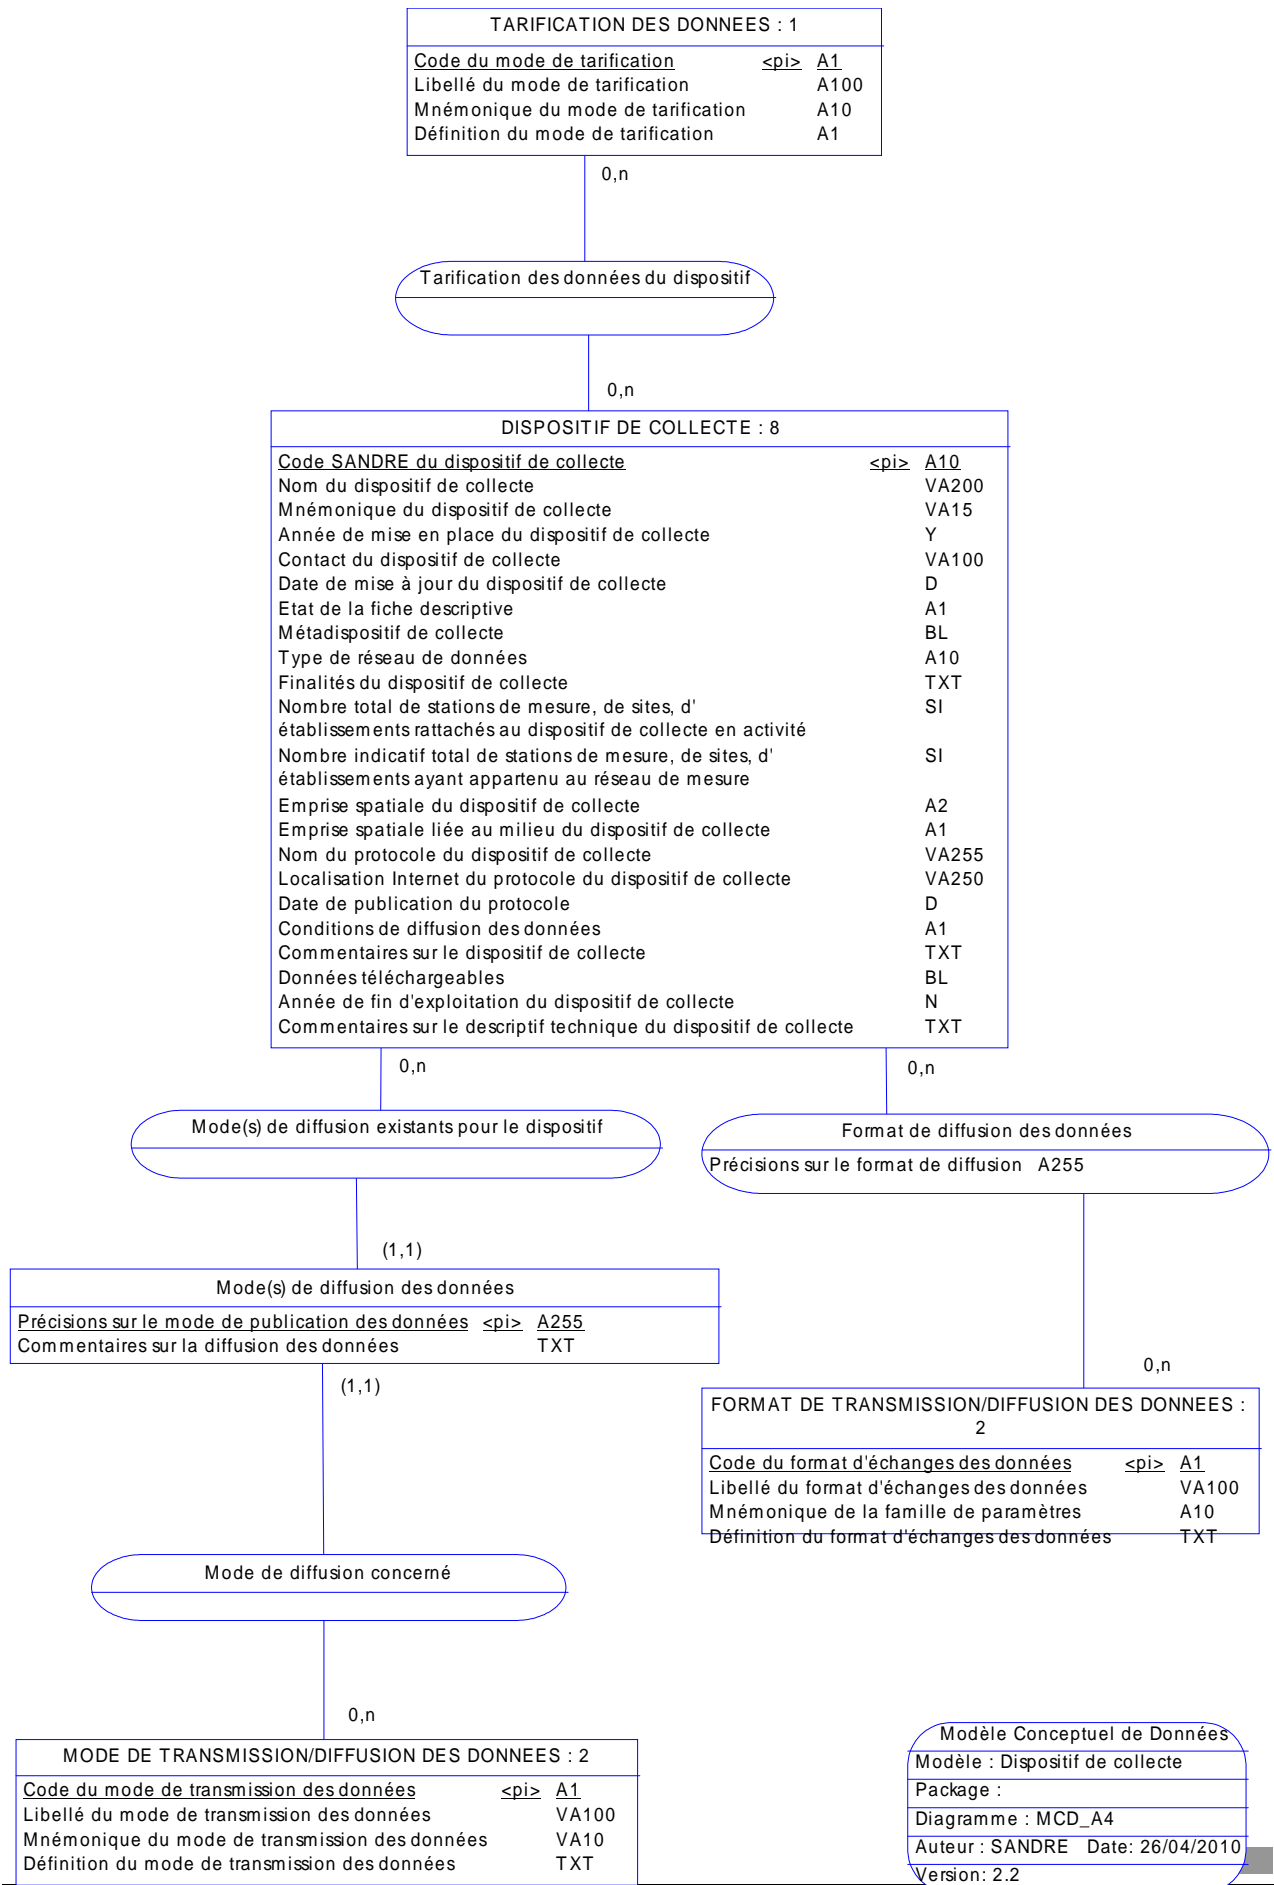 TARIFICATION DES DONNEES : 1
Code du mode de tarification <pi> A1
Libellé du mode de tarification A100
Mnémonique du mode de tarification A10
Définition du mode de tarification A1
0,n
Tarification des données du dispositif
0,n
DISPOSITIF DE COLLECTE : 8
Code SANDRE du dispositif de collecte <pi> A10
Nom du dispositif de collecte VA200
Mnémonique du dispositif de collecte VA15
Année de mise en place du dispositif de collecte Y
Contact du dispositif de collecte VA100
Date de mise à jour du dispositif de collecte D
Etat de la fiche descriptive A1
Métadispositif de collecte BL
Type de réseau de données A10
Finalités du dispositif de collecte TXT
Nombre total de stations de mesure, de sites, d' SI
établissements rattachés au dispositif de collecte en activité
Nombre indicatif total de stations de mesure, de sites, d' SI
établissements ayant appartenu au réseau de mesure
Emprise spatiale du dispositif de collecte A2
Emprise spatiale liée au milieu du dispositif de collecte A1
Nom du protocole du dispositif de collecte VA255
Localisation Internet du protocole du dispositif de collecte VA250
Date de publication du protocole D
Conditions de diffusion des données A1
Commentaires sur le dispositif de collecte TXT
Données téléchargeables BL
Année de fin d'exploitation du dispositif de collecte N
Commentaires sur le descriptif technique du dispositif de collecte TXT
0,n
0,n
Mode(s) de diffusion existants pour le dispositif
Format de diffusion des données
Précisions sur le format de diffusion A255
(1,1)
Mode(s) de diffusion des données
Précisions sur le mode de publication des données <pi> A255
Commentaires sur la diffusion des données TXT
(1,1)
0,n
FORMAT DE TRANSMISSION/DIFFUSION DES DONNEES :
2
Code du format d'échanges des données <pi> A1
Libellé du format d'échanges des données VA100
Mnémonique de la famille de paramètres A10
Définition du format d'échanges des données TXT
Mode de diffusion concerné
0,n
MODE DE TRANSMISSION/DIFFUSION DES DONNEES : 2
Code du mode de transmission des données <pi> A1
Libellé du mode de transmission des données VA100
Mnémonique du mode de transmission des données VA10
Définition du mode de transmission des données TXT
Modèle Conceptuel de Données
Modèle : Dispositif de collecte
Package :
Diagramme : MCD_A4
Auteur : SANDRE Date: 26/04/2010
Version: 2.2